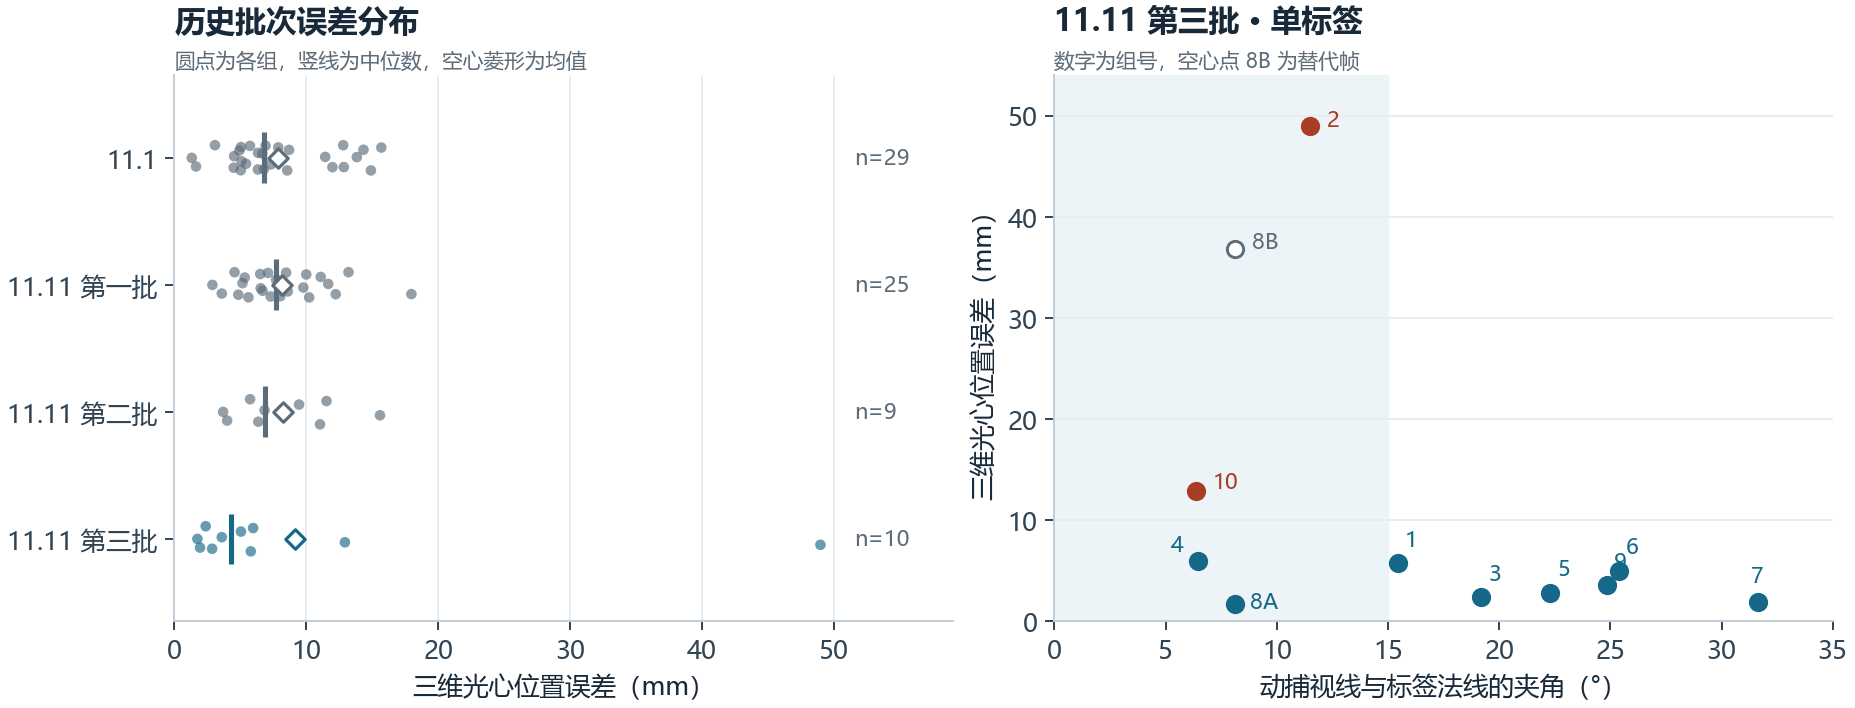 历史批次误差分布
圆点为各组，竖线为中位数，空心菱形为均值
11.1
n=29
11.11 第一批
n=25
11.11 第二批
n=9
11.11 第三批
n=10
0 10 20 30 40 50
三维光心位置误差（mm）
11.11 第三批 • 单标签
数字为组号，空心点 8B 为替代帧
三维光心位置误差（mm）
50
40
30
20
10
0
2
8B
10
4
8A
1
3
5
9
6
7
0 5 10 15 20 25 30 35
动捕视线与标签法线的夹角（°）